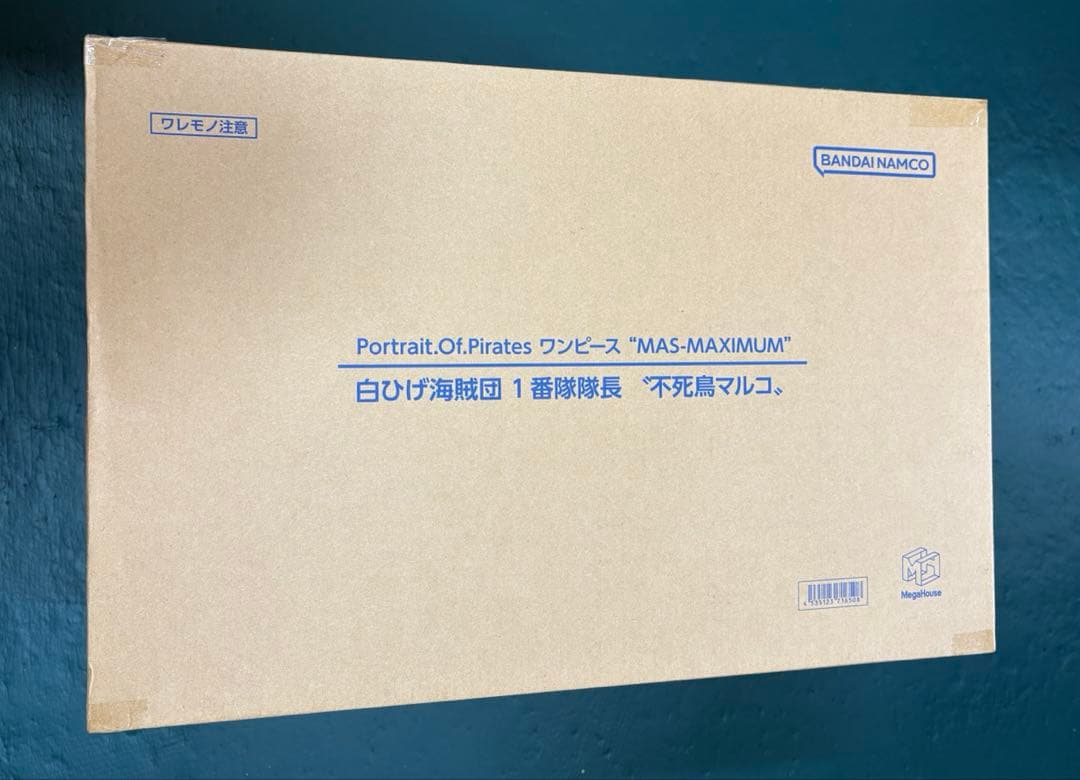 ワレモノ注意
BANDAI NAMCO
Portrait.Of.Pirates ワンピース “MAS-MAXIMUM”
白ひげ海賊団 1番隊隊長 〝不死鳥マルコ〟
MegaHouse